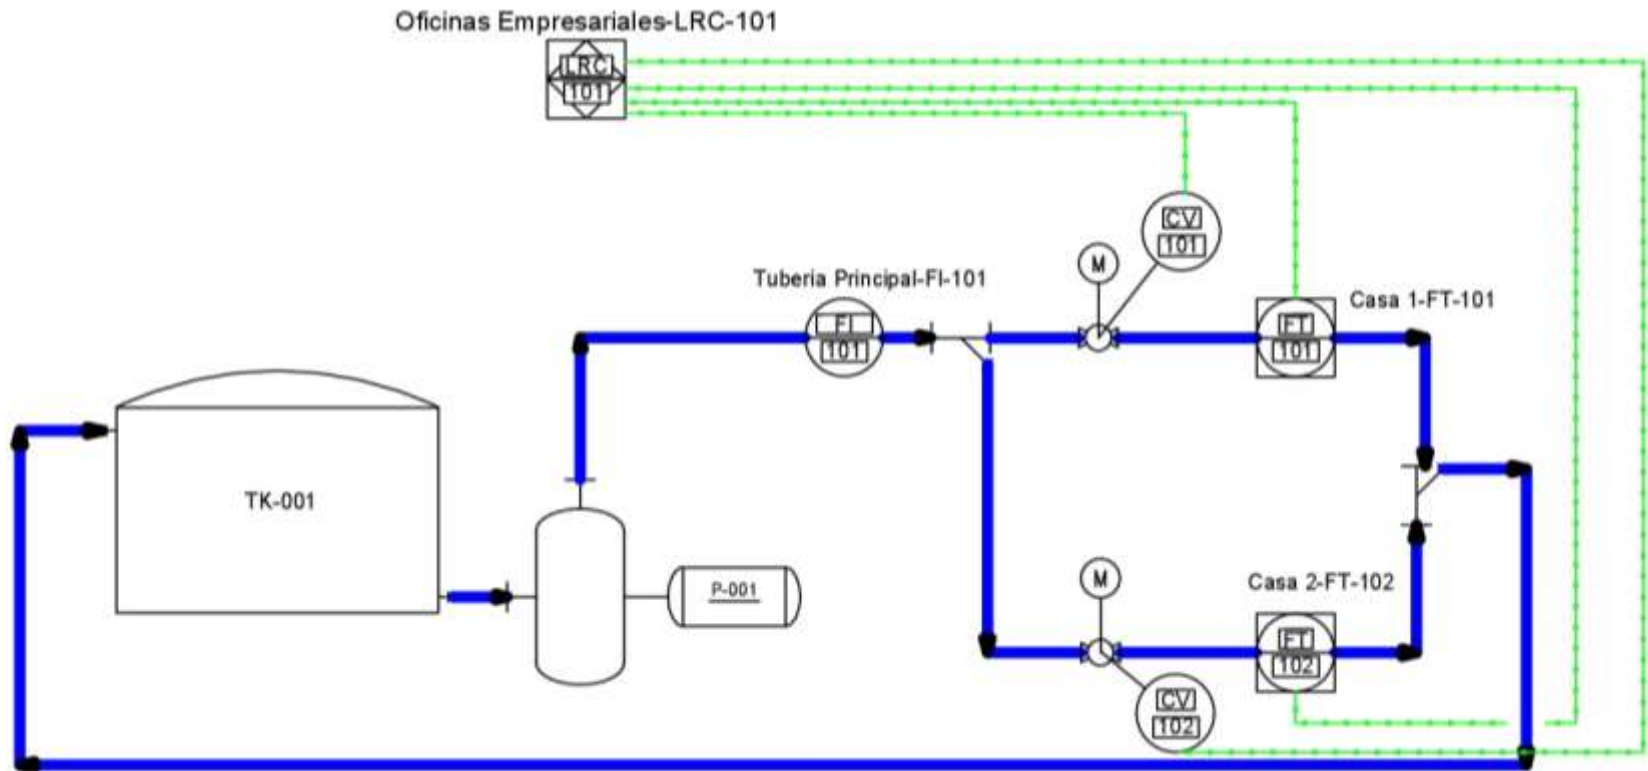 Oficinas Empresariales-LRC-101
LRC
101
CV
101
M
Tuberia Principal-FI-101
Casa 1-FT-101
FI
101
FT
101
TK-001
P-001
M
Casa 2-FT-102
FT
102
CV
102